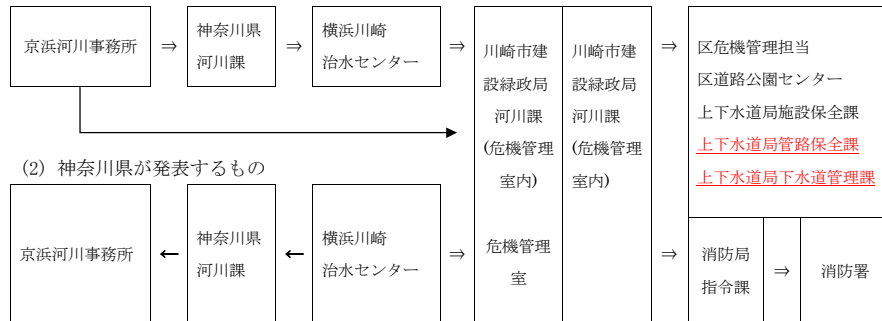 京浜河川事務所
⇒
神奈川県
河川課
⇒
横浜川崎
治水センター
⇒
川崎市建
設緑政局
河川課
(危機管理
室内)
危機管理
室
川崎市建
設緑政局
河川課
(危機管理
室内)
⇒
区危機管理担当
区道路公園センター
上下水道局施設保全課
上下水道局管路保全課
上下水道局下水道管理課
(2) 神奈川県が発表するもの
京浜河川事務所
←
神奈川県
河川課
←
横浜川崎
治水センター
⇒
⇒
消防局
指令課
⇒
消防署